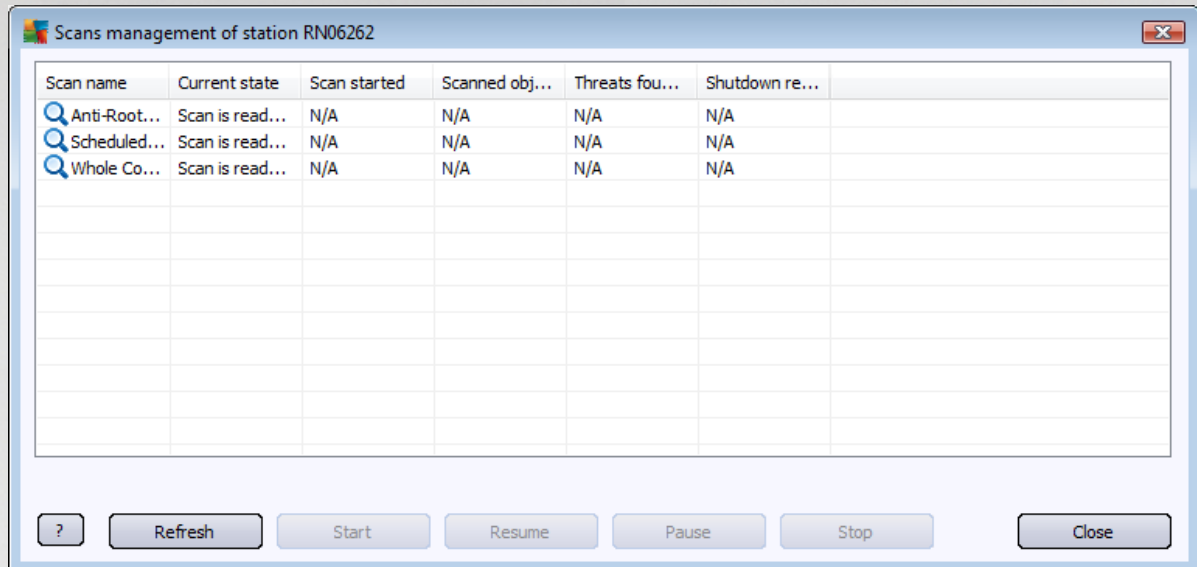 Scans management of station RN06262
Scan name Current state Scan started Scanned obj... Threats fou... Shutdown re...
Anti-Root... Scan is read... N/A N/A N/A N/A
Scheduled... Scan is read... N/A N/A N/A N/A
Whole Co... Scan is read... N/A N/A N/A N/A
? Refresh Start Resume Pause Stop Close